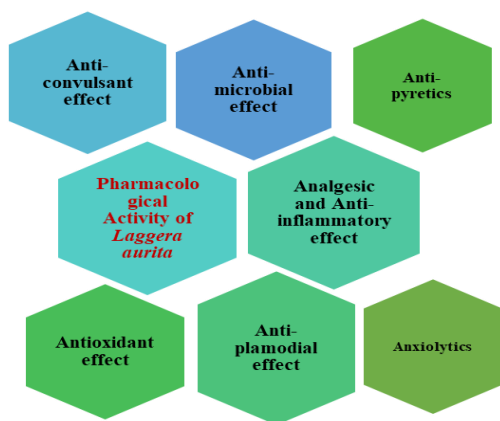 Anti-
convulsant
effect
Anti-
microbial
effect
Anti-
pyretics
Pharmacolo
gical
Activity of
Laggera
aurita
Analgesic
and Anti-
inflammatory
effect
Antioxidant
effect
Anti-
plamodial
effect
Anxiolytics